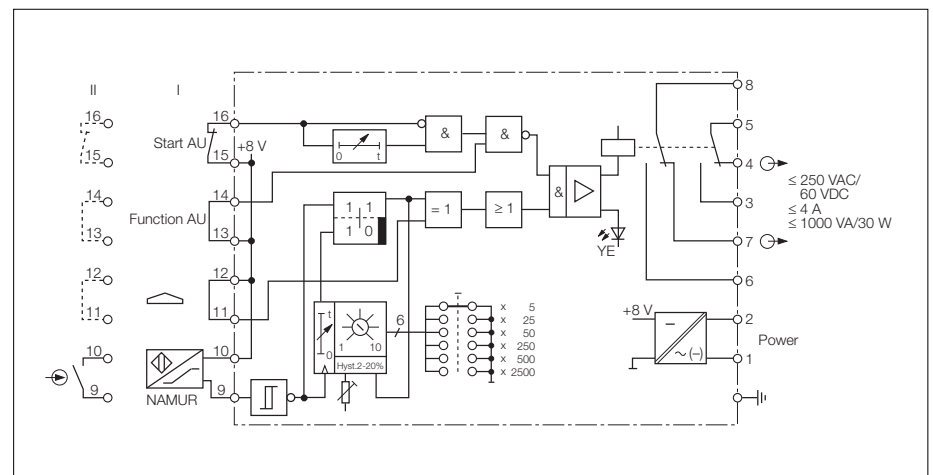 II I
16 16 16
15 Start AU 15 +8 V
0 t
&
&
8
5
4
14 14
13 Function AU 13
1 1
1 0
= 1
≥ 1
& 
YE
≤ 250 VAC/
60 VDC
≤ 4 A
≤ 1000 VA/30 W
3
7
6
12 12
11 11
t
0
1 10
Hyst.2-20%
6
x 5
x 25
x 50
x 250
x 500
x 2500
+8 V
~ (–)
2
1
Power
10 10
9 NAMUR 9